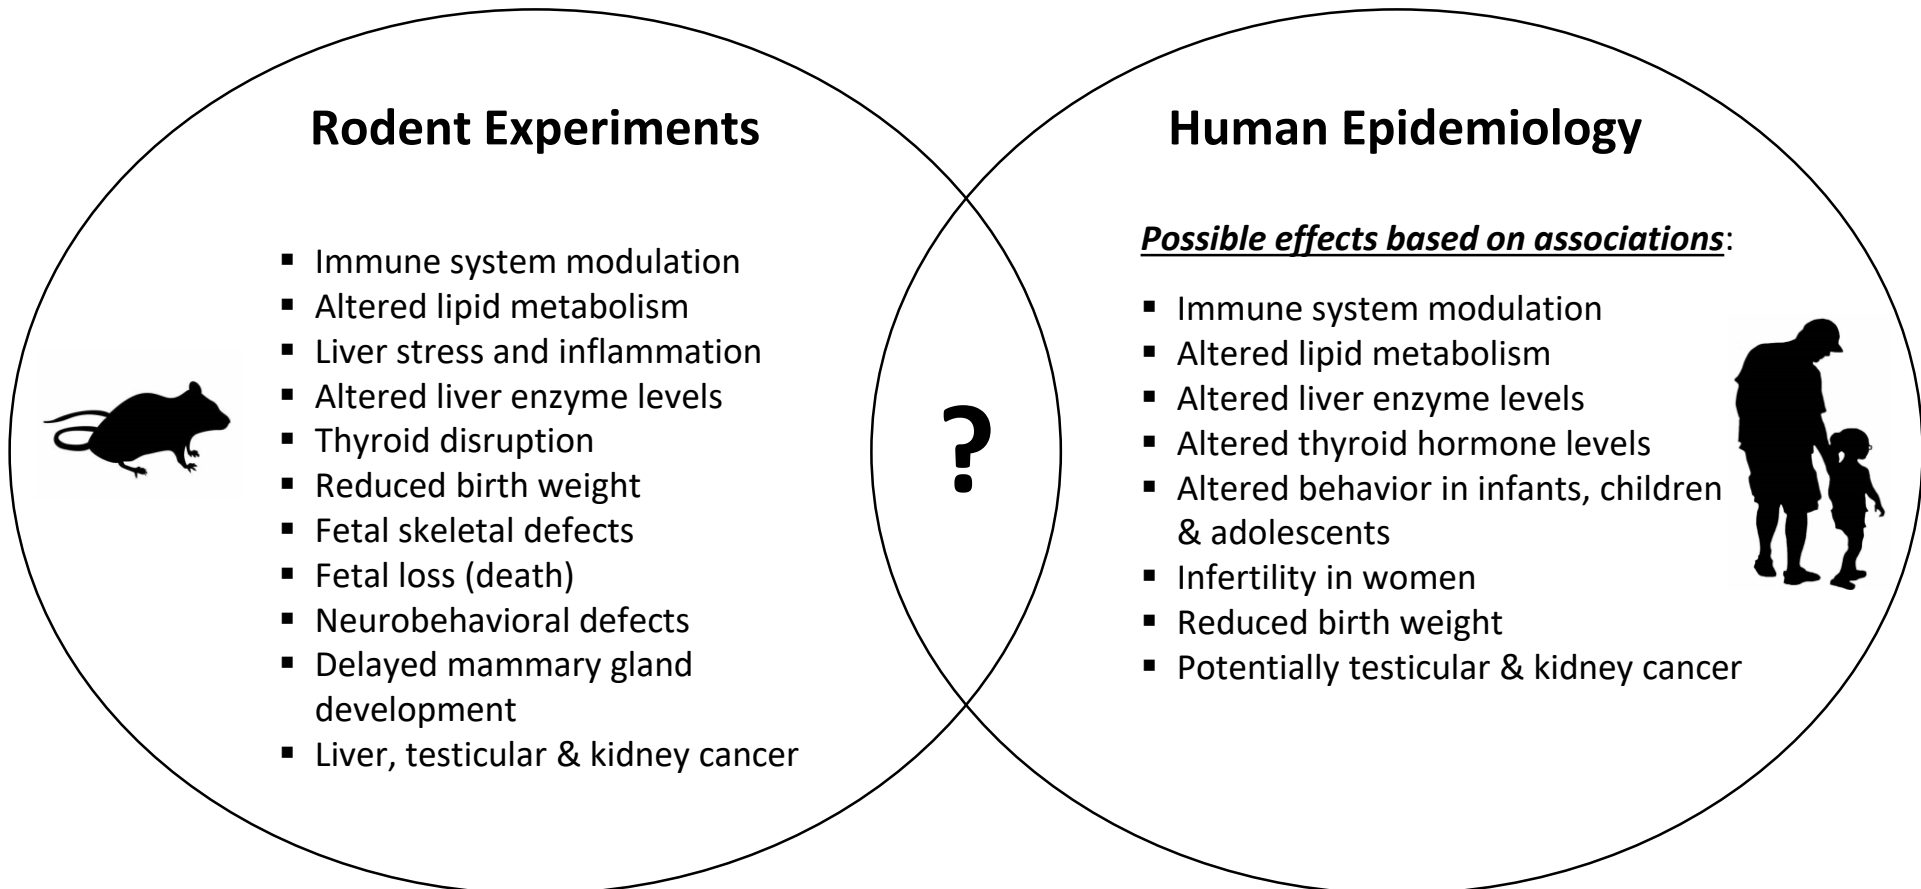 Rodent Experiments
▪ Immune system modulation
▪ Altered lipid metabolism
▪ Liver stress and inflammation
▪ Altered liver enzyme levels
▪ Thyroid disruption
▪ Reduced birth weight
▪ Fetal skeletal defects
▪ Fetal loss (death)
▪ Neurobehavioral defects
▪ Delayed mammary gland
development
▪ Liver, testicular & kidney cancer
?
Human Epidemiology
Possible effects based on associations:
▪ Immune system modulation
▪ Altered lipid metabolism
▪ Altered liver enzyme levels
▪ Altered thyroid hormone levels
▪ Altered behavior in infants, children
& adolescents
▪ Infertility in women
▪ Reduced birth weight
▪ Potentially testicular & kidney cancer